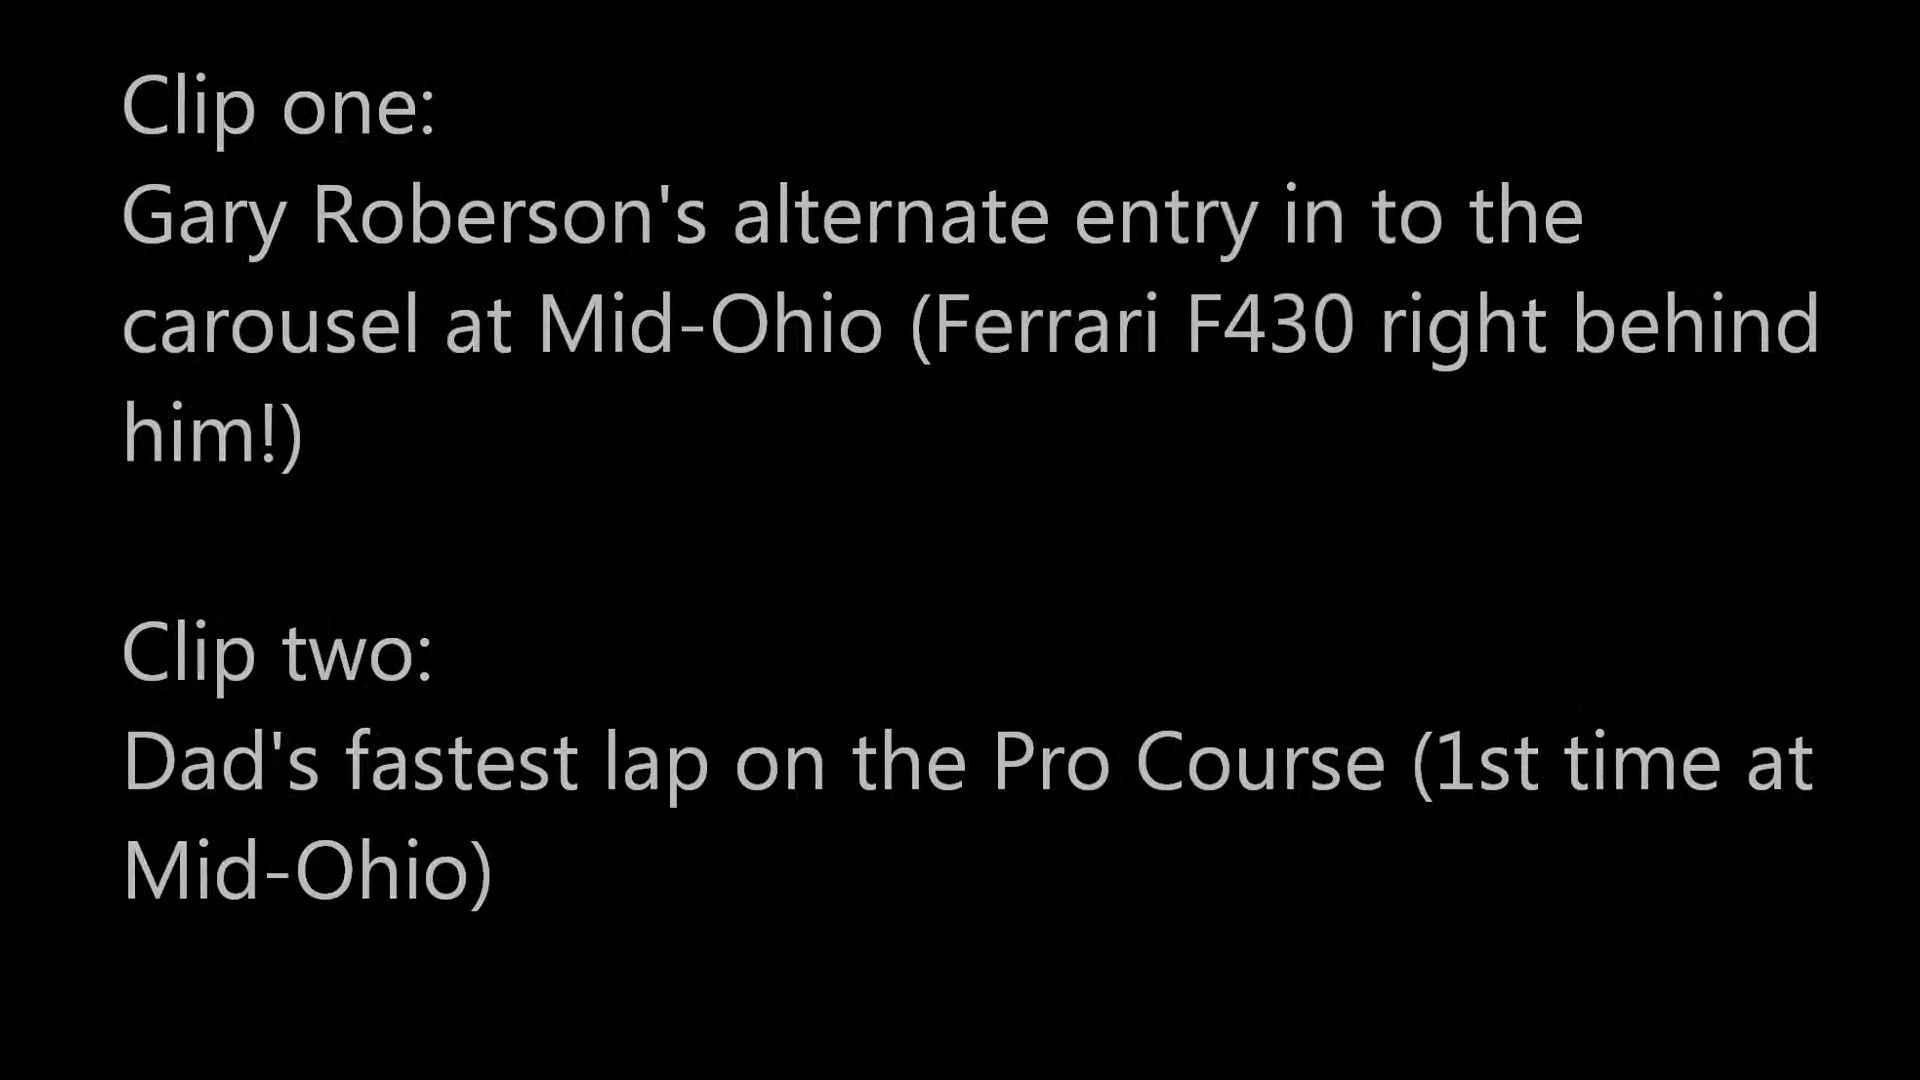 Clip one:
Gary Roberson's alternate entry in to the
carousel at Mid-Ohio (Ferrari F430 right behind
him!)
Clip two:
Dad's fastest lap on the Pro Course (1st time at
Mid-Ohio)